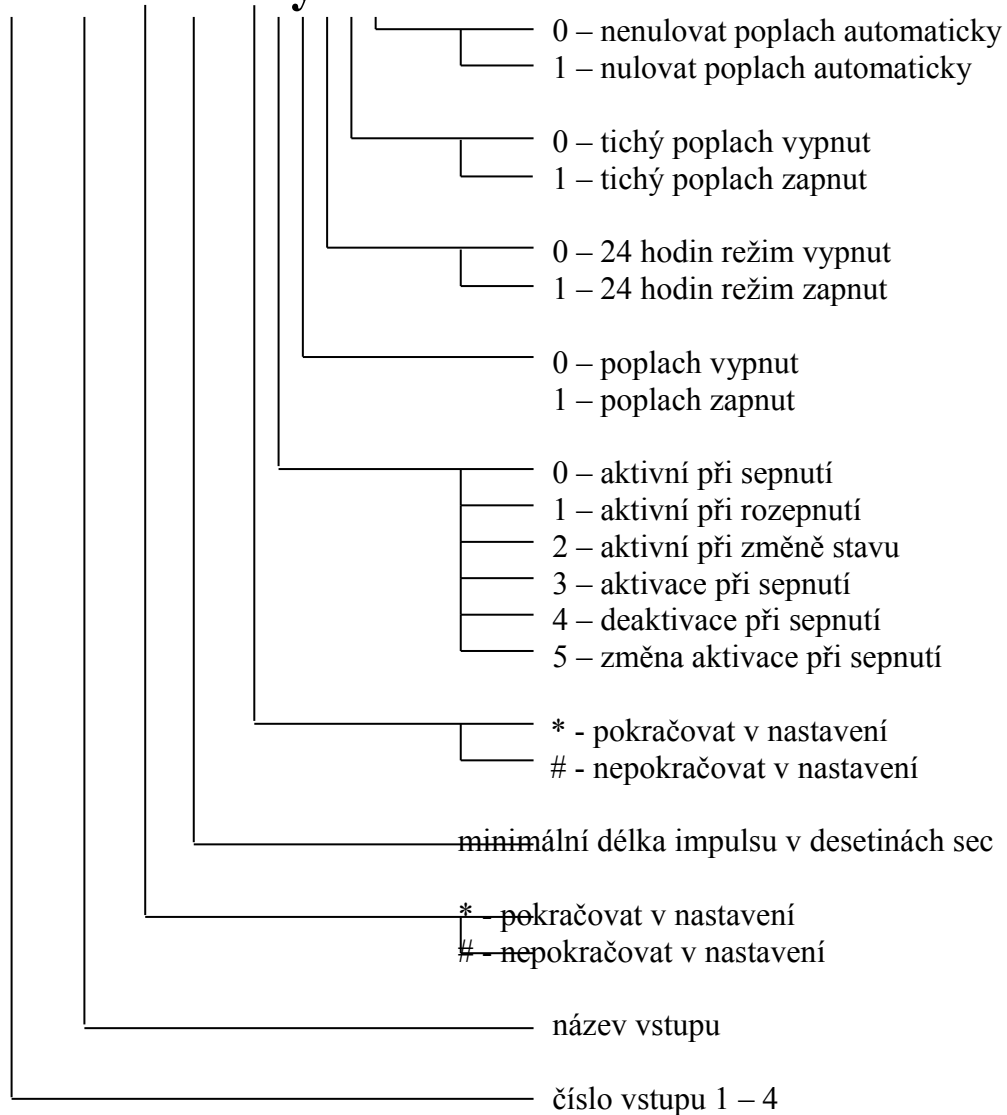 0 – nenulovat poplach automaticky
1 – nulovat poplach automaticky
0 – tichý poplach vypnut
1 – tichý poplach zapnut
0 – 24 hodin režim vypnut
1 – 24 hodin režim zapnut
0 – poplach vypnut
1 – poplach zapnut
0 – aktivní při sepnutí
1 – aktivní při rozepnutí
2 – aktivní při změně stavu
3 – aktivace při sepnutí
4 – deaktivace při sepnutí
5 – změna aktivace při sepnutí
* - pokračovat v nastavení
# - nepokračovat v nastavení
minimální délka impulsu v desetinách sec
* - pokračovat v nastavení
# - nepokračovat v nastavení
název vstupu
číslo vstupu 1 – 4